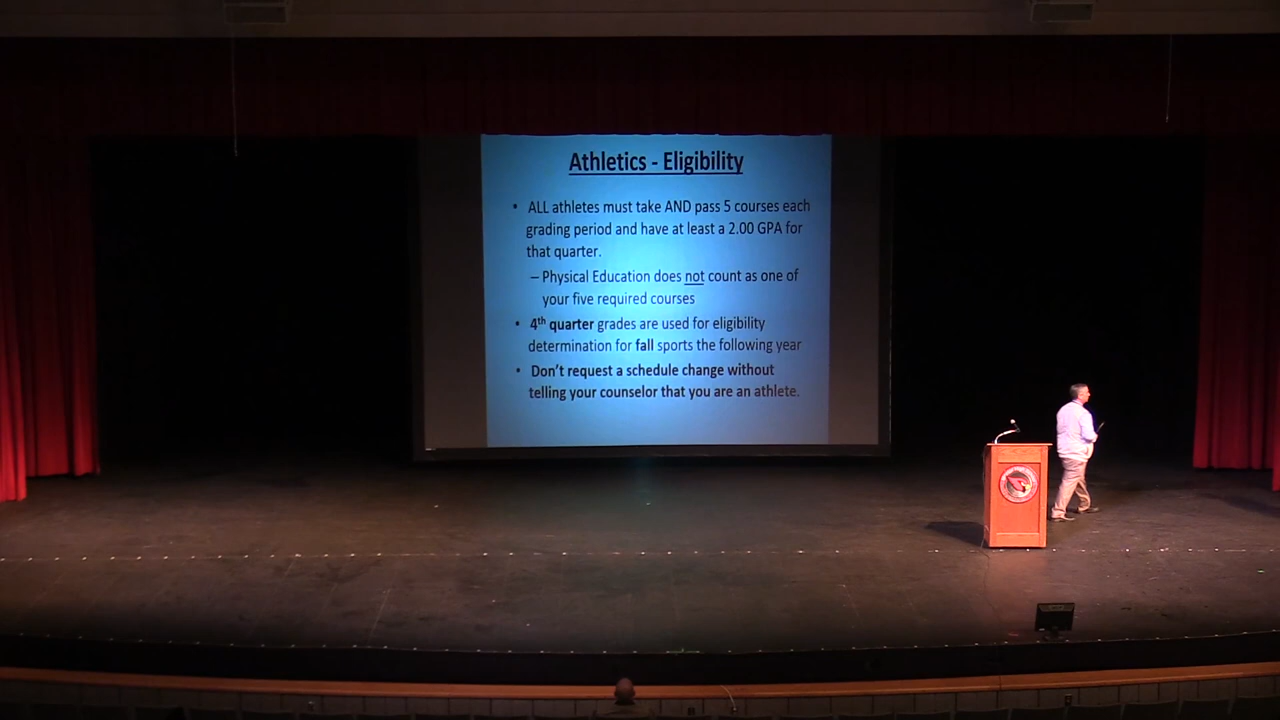 Athletics - Eligibility
• ALL athletes must take AND pass 5 courses each
grading period and have at least a 2.00 GPA for
that quarter.
– Physical Education does not count as one of
your five required courses
• 4th quarter grades are used for eligibility
determination for fall sports the following year
• Don't request a schedule change without
telling your counselor that you are an athlete.